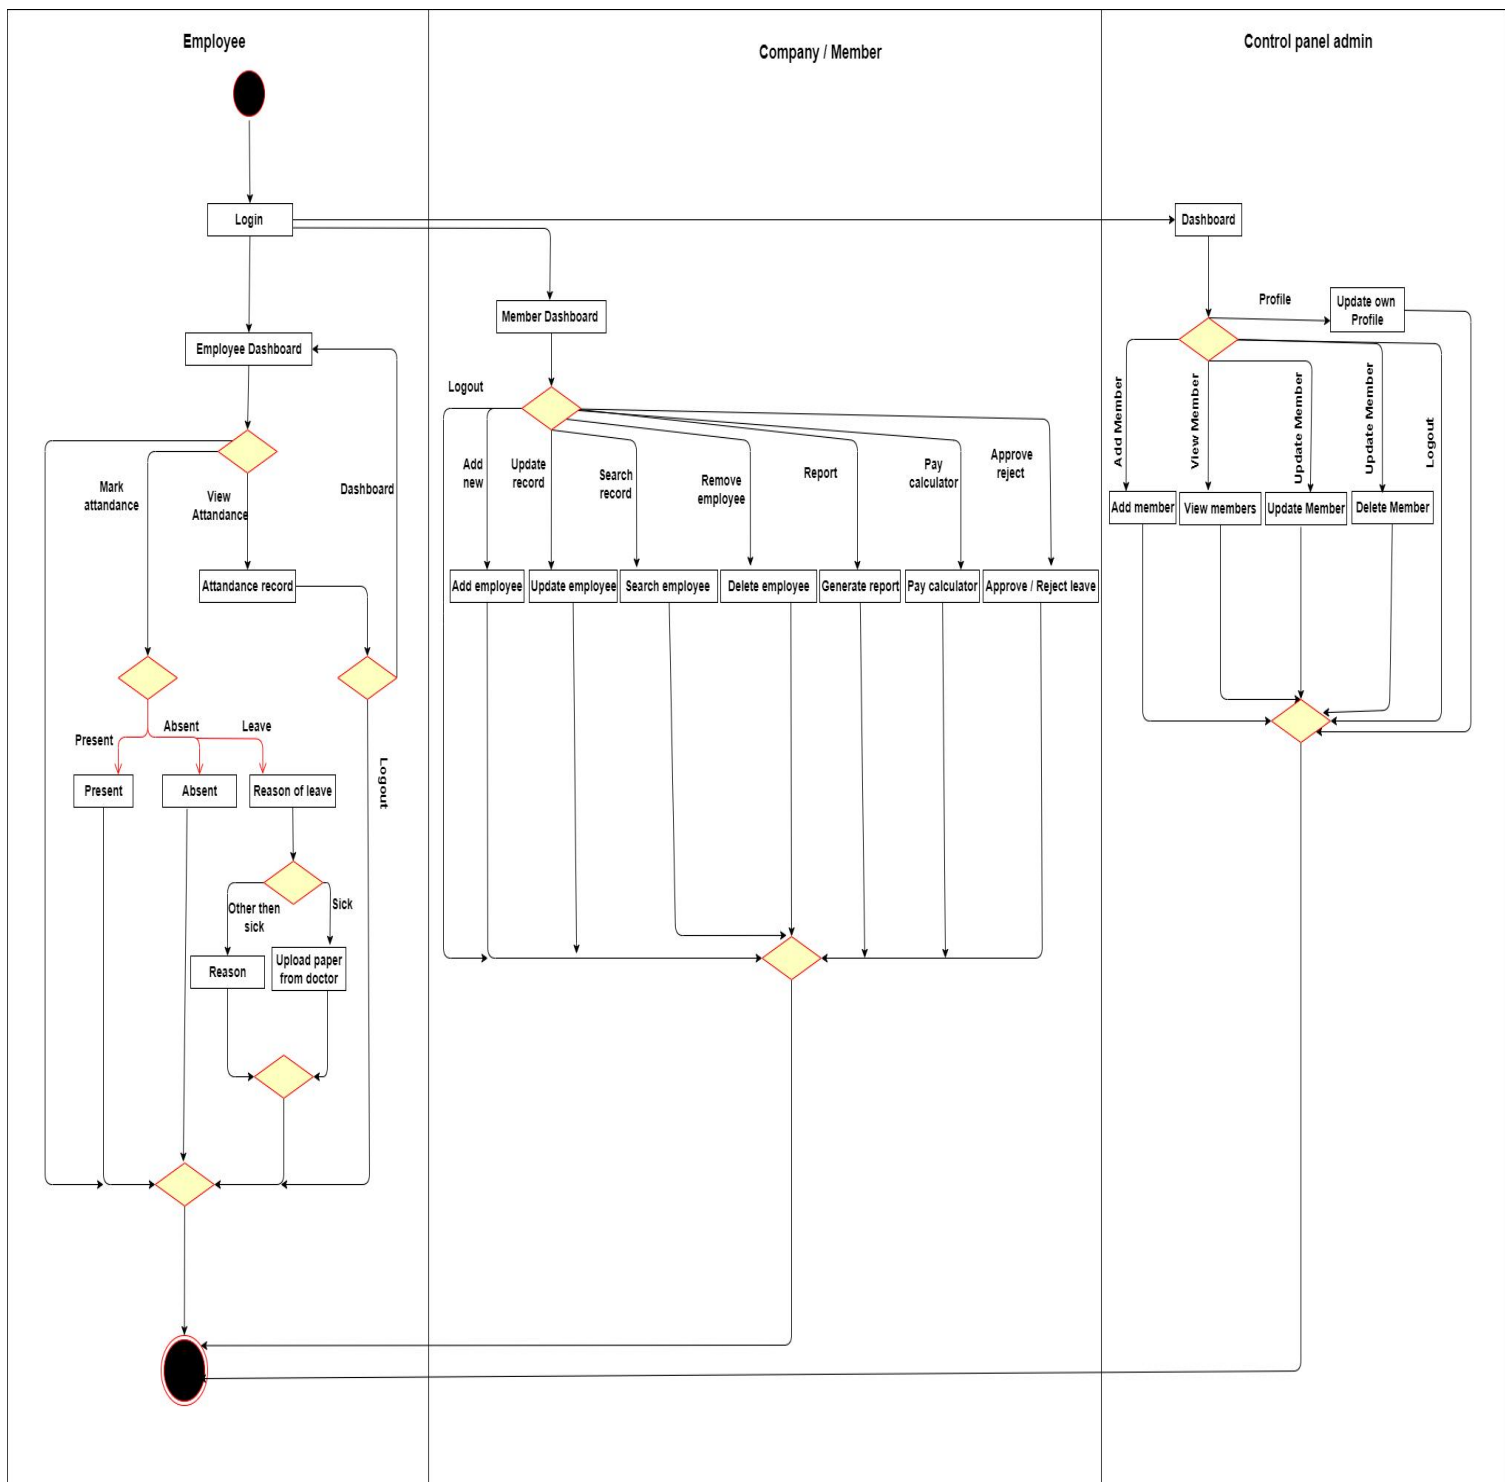 Employee
Company / Member
Control panel admin
Login
Dashboard
Member Dashboard
Profile
Update own
Profile
Employee Dashboard
Logout
Add Member
View Member
Update Member
Update Member
Logout
Mark
attandance
View
Attandance
Dashboard
Add
new
Update
record
Search
record
Remove
employee
Report
Pay
calculator
Approve
reject
Add member
View members
Update Member
Delete Member
Attandance record
Add employee
Update employee
Search employee
Delete employee
Generate report
Pay calculator
Approve / Reject leave
Present
Absent
Leave
Logout
Present
Absent
Reason of leave
Other then
sick
Sick
Reason
Upload paper
from doctor